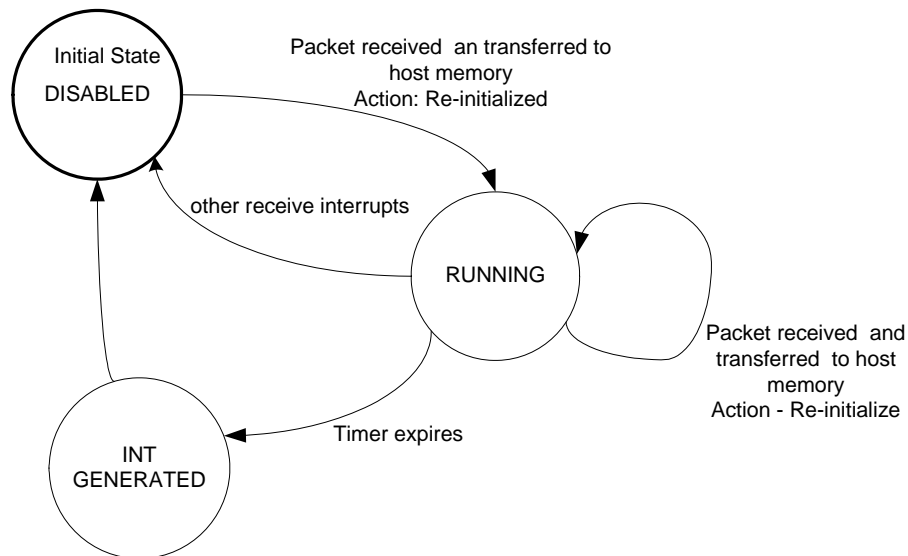 Initial State
DISABLED
Packet received an transferred to
host memory
Action: Re-initialized
other receive interrupts
RUNNING
Packet received and
transferred to host
memory
Action - Re-initialize
Timer expires
INT
GENERATED